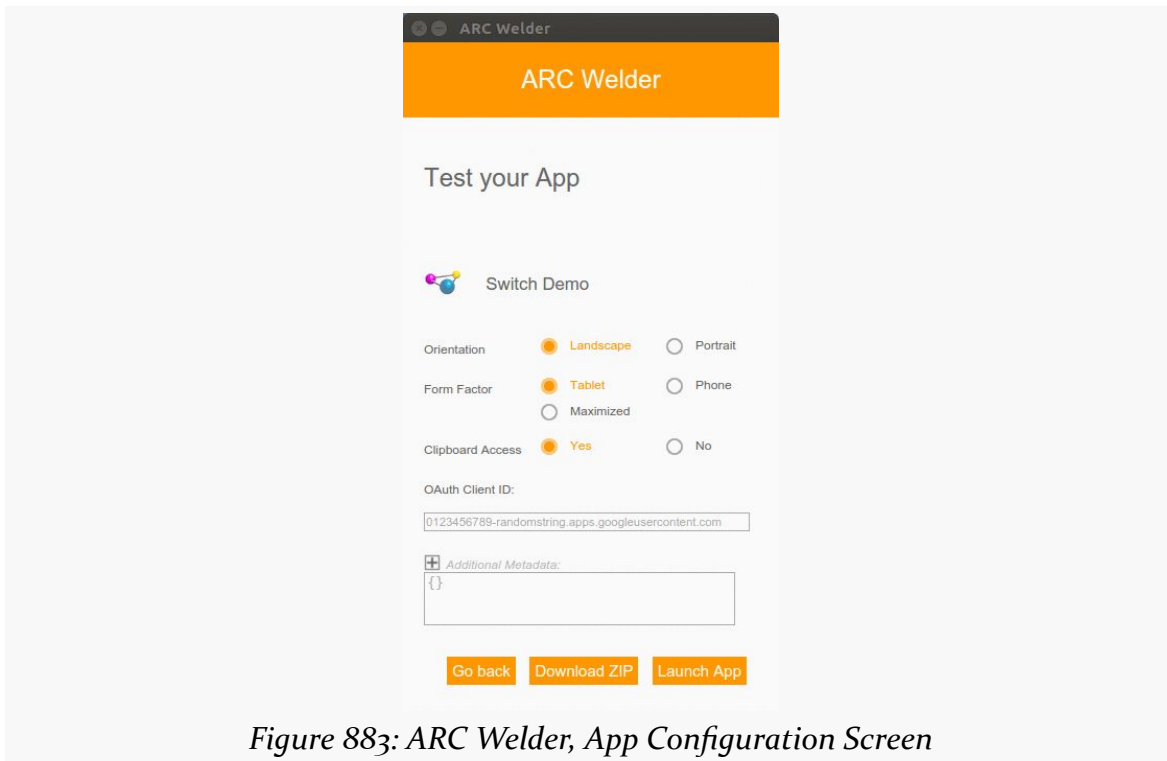 ARC Welder
ARC Welder
Test your App
Switch Demo
Orientation Landscape Portrait
Form Factor Tablet Phone
Maximized
Clipboard Access Yes No
OAuth Client ID:
0123456789-randomstring.apps.googleusercontent.com
Additional Metadata:
{}
Go back Download ZIP Launch App
Figure 883: ARC Welder, App Configuration Screen